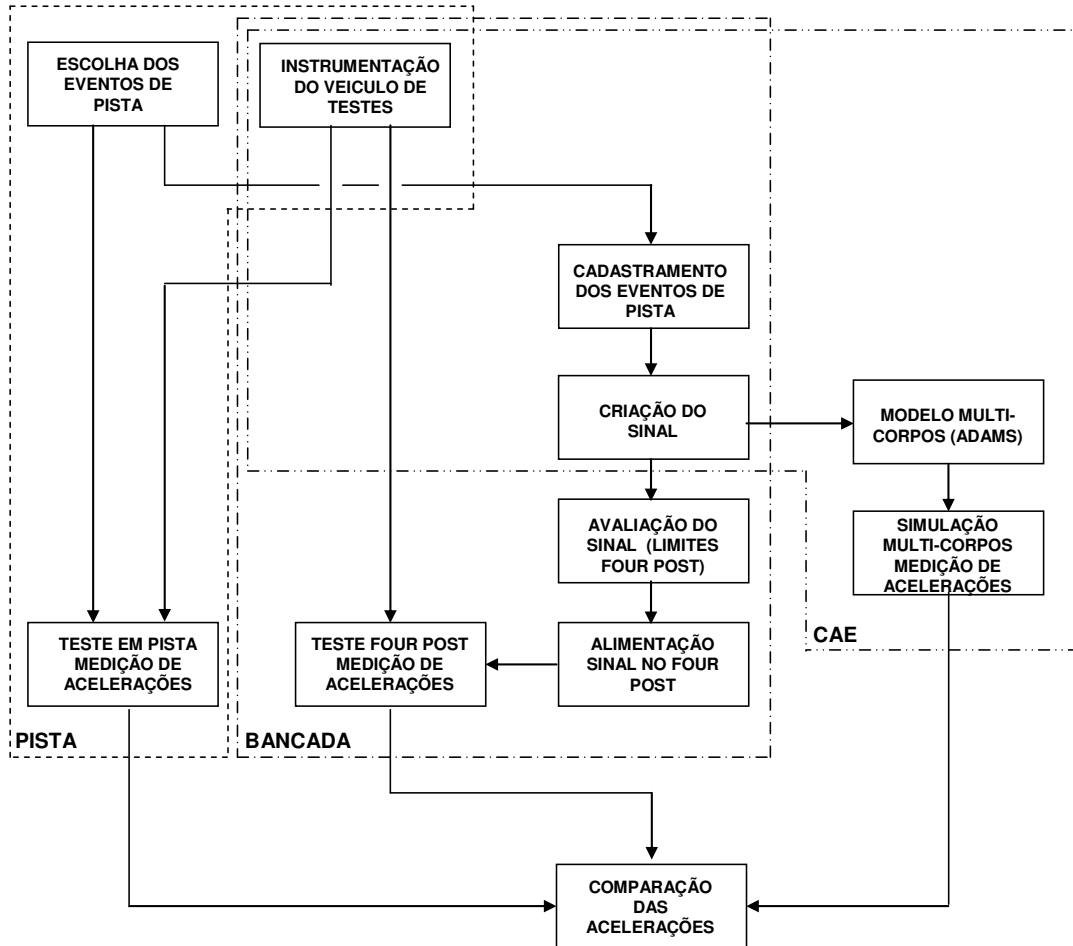 ESCOLHA DOS
EVENTOS DE
PISTA
INSTRUMENTAÇÃO
DO VEICULO DE
TESTES
CADASTRAMENTO
DOS EVENTOS DE
PISTA
CRIAÇÃO DO
SINAL
MODELO MULTI-
CORPOS (ADAMS)
AVALIAÇÃO DO
SINAL (LIMITES
FOUR POST)
SIMULAÇÃO
MULTI-CORPOS
MEDIÇÃO DE
ACELERAÇÕES
TESTE EM PISTA
MEDIÇÃO DE
ACELERAÇÕES
TESTE FOUR POST
MEDIÇÃO DE
ACELERAÇÕES
ALIMENTAÇÃO
SINAL NO FOUR
POST
CAE
PISTA
BANCADA
COMPARAÇÃO
DAS
ACELERAÇÕES